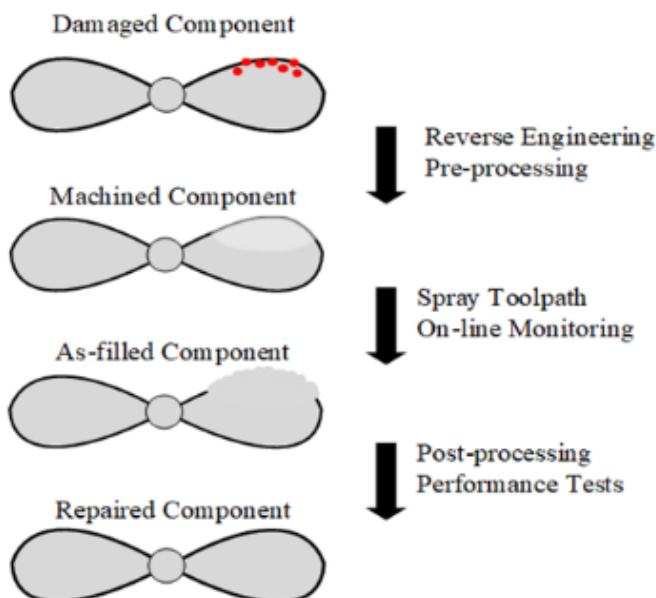 Damaged Component
Reverse Engineering
Pre-processing
Machined Component
Spray Toolpath
On-line Monitoring
As-filled Component
Post-processing
Performance Tests
Repaired Component